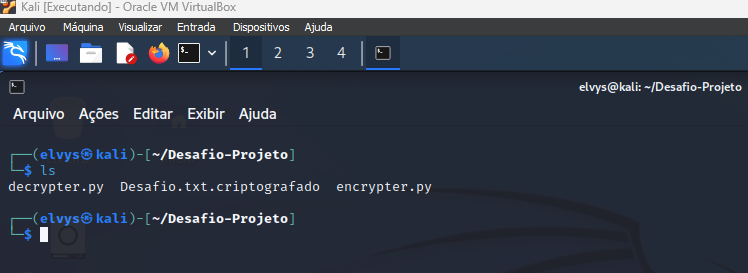 Kali [Executando] - Oracle VM VirtualBox
Arquivo Máquina Visualizar Entrada Dispositivos Ajuda
1 2 3 4
elvys@kali: ~/Desafio-Projeto
Arquivo Ações Editar Exibir Ajuda
┌──(elvys㉿kali)-[~/Desafio-Projeto]
└─$ ls
decrypter.py Desafio.txt.criptografado encrypter.py
┌──(elvys㉿kali)-[~/Desafio-Projeto]
└─$